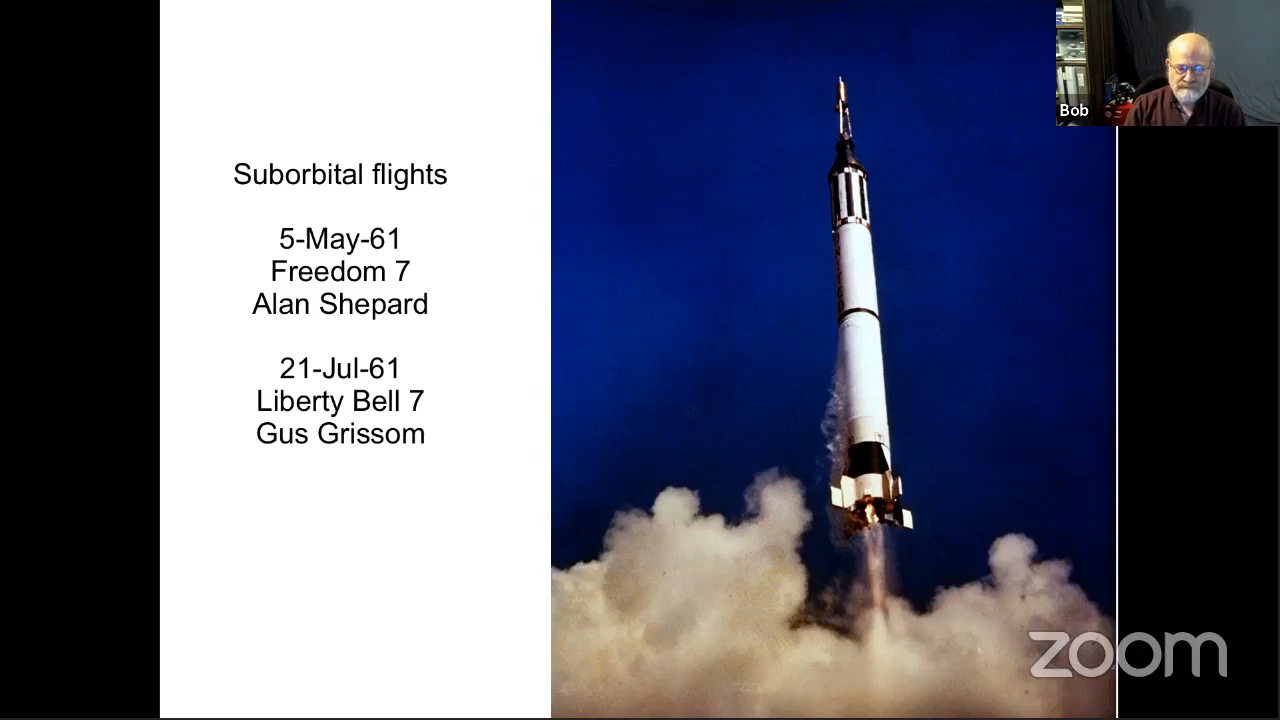 Suborbital flights
5-May-61
Freedom 7
Alan Shepard
21-Jul-61
Liberty Bell 7
Gus Grissom
Bob
zoom